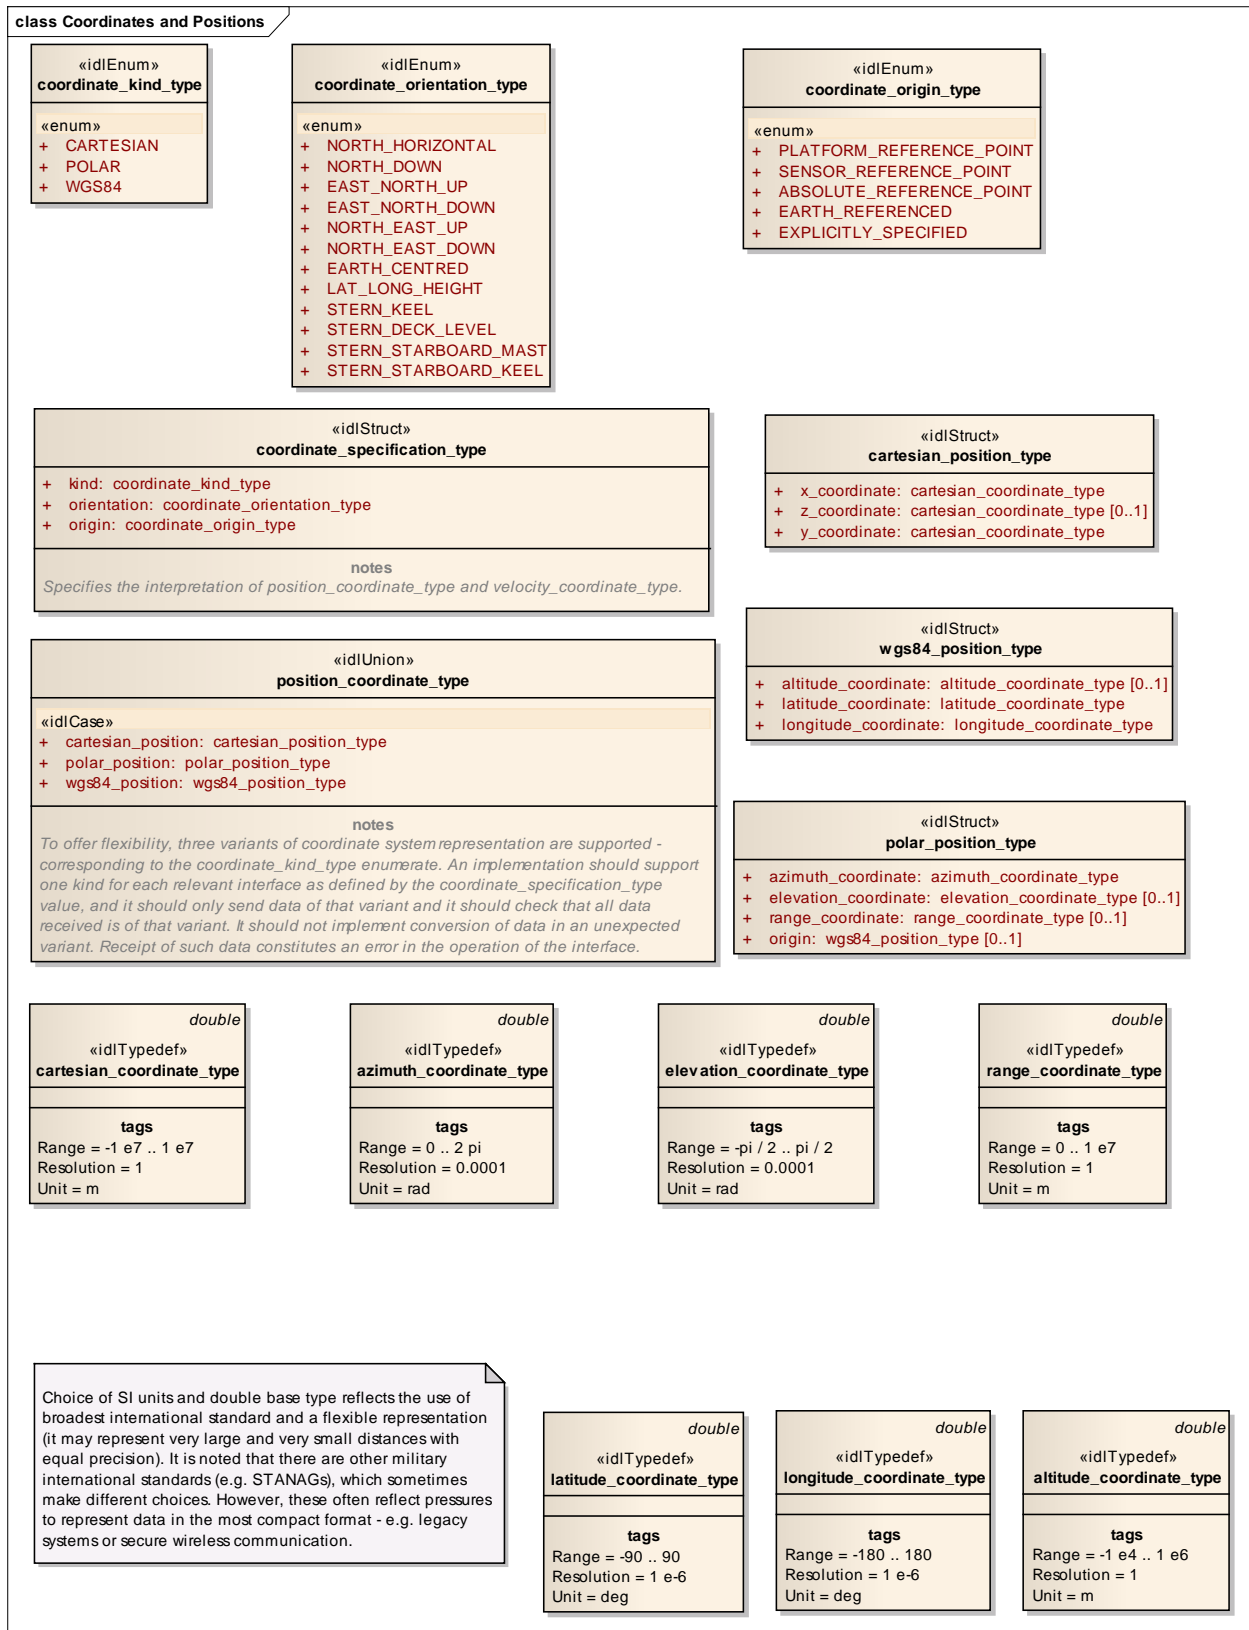 class Coordinates and Positions
«idlEnum»
coordinate_kind_type
«enum»
+ CARTESIAN
+ POLAR
+ WGS84
«idlEnum»
coordinate_orientation_type
«enum»
+ NORTH_HORIZONTAL
+ NORTH_DOWN
+ EAST_NORTH_UP
+ EAST_NORTH_DOWN
+ NORTH_EAST_UP
+ NORTH_EAST_DOWN
+ EARTH_CENTRED
+ LAT_LONG_HEIGHT
+ STERN_KEEL
+ STERN_DECK_LEVEL
+ STERN_STARBOARD_MAST
+ STERN_STARBOARD_KEEL
«idlEnum»
coordinate_origin_type
«enum»
+ PLATFORM_REFERENCE_POINT
+ SENSOR_REFERENCE_POINT
+ ABSOLUTE_REFERENCE_POINT
+ EARTH_REFERENCED
+ EXPLICITLY_SPECIFIED
«idlStruct»
coordinate_specification_type
+ kind: coordinate_kind_type
+ orientation: coordinate_orientation_type
+ origin: coordinate_origin_type
notes
Specifies the interpretation of position_coordinate_type and velocity_coordinate_type.
«idlStruct»
cartesian_position_type
+ x_coordinate: cartesian_coordinate_type
+ z_coordinate: cartesian_coordinate_type [0..1]
+ y_coordinate: cartesian_coordinate_type
«idlStruct»
wgs84_position_type
+ altitude_coordinate: altitude_coordinate_type [0..1]
+ latitude_coordinate: latitude_coordinate_type
+ longitude_coordinate: longitude_coordinate_type
«idlUnion»
position_coordinate_type
«idlCase»
+ cartesian_position: cartesian_position_type
+ polar_position: polar_position_type
+ wgs84_position: wgs84_position_type
notes
To offer flexibility, three variants of coordinate system representation are supported -
corresponding to the coordinate_kind_type enumerate. An implementation should support
one kind for each relevant interface as defined by the coordinate_specification_type
value, and it should only send data of that variant and it should check that all data
received is of that variant. It should not implement conversion of data in an unexpected
variant. Receipt of such data constitutes an error in the operation of the interface.
«idlStruct»
polar_position_type
+ azimuth_coordinate: azimuth_coordinate_type
+ elevation_coordinate: elevation_coordinate_type [0..1]
+ range_coordinate: range_coordinate_type [0..1]
+ origin: wgs84_position_type [0..1]
double
«idlTypedef»
cartesian_coordinate_type
tags
Range = -1 e7 .. 1 e7
Resolution = 1
Unit = m
double
«idlTypedef»
azimuth_coordinate_type
tags
Range = 0 .. 2 pi
Resolution = 0.0001
Unit = rad
double
«idlTypedef»
elevation_coordinate_type
tags
Range = -pi / 2 .. pi / 2
Resolution = 0.0001
Unit = rad
double
«idlTypedef»
range_coordinate_type
tags
Range = 0 .. 1 e7
Resolution = 1
Unit = m
Choice of SI units and double base type reflects the use of
broadest international standard and a flexible representation
(it may represent very large and very small distances with
equal precision). It is noted that there are other military
international standards (e.g. STANAGs), which sometimes
make different choices. However, these often reflect pressures
to represent data in the most compact format - e.g. legacy
systems or secure wireless communication.
double
«idlTypedef»
latitude_coordinate_type
tags
Range = -90 .. 90
Resolution = 1 e-6
Unit = deg
double
«idlTypedef»
longitude_coordinate_type
tags
Range = -180 .. 180
Resolution = 1 e-6
Unit = deg
double
«idlTypedef»
altitude_coordinate_type
tags
Range = -1 e4 .. 1 e6
Resolution = 1
Unit = m